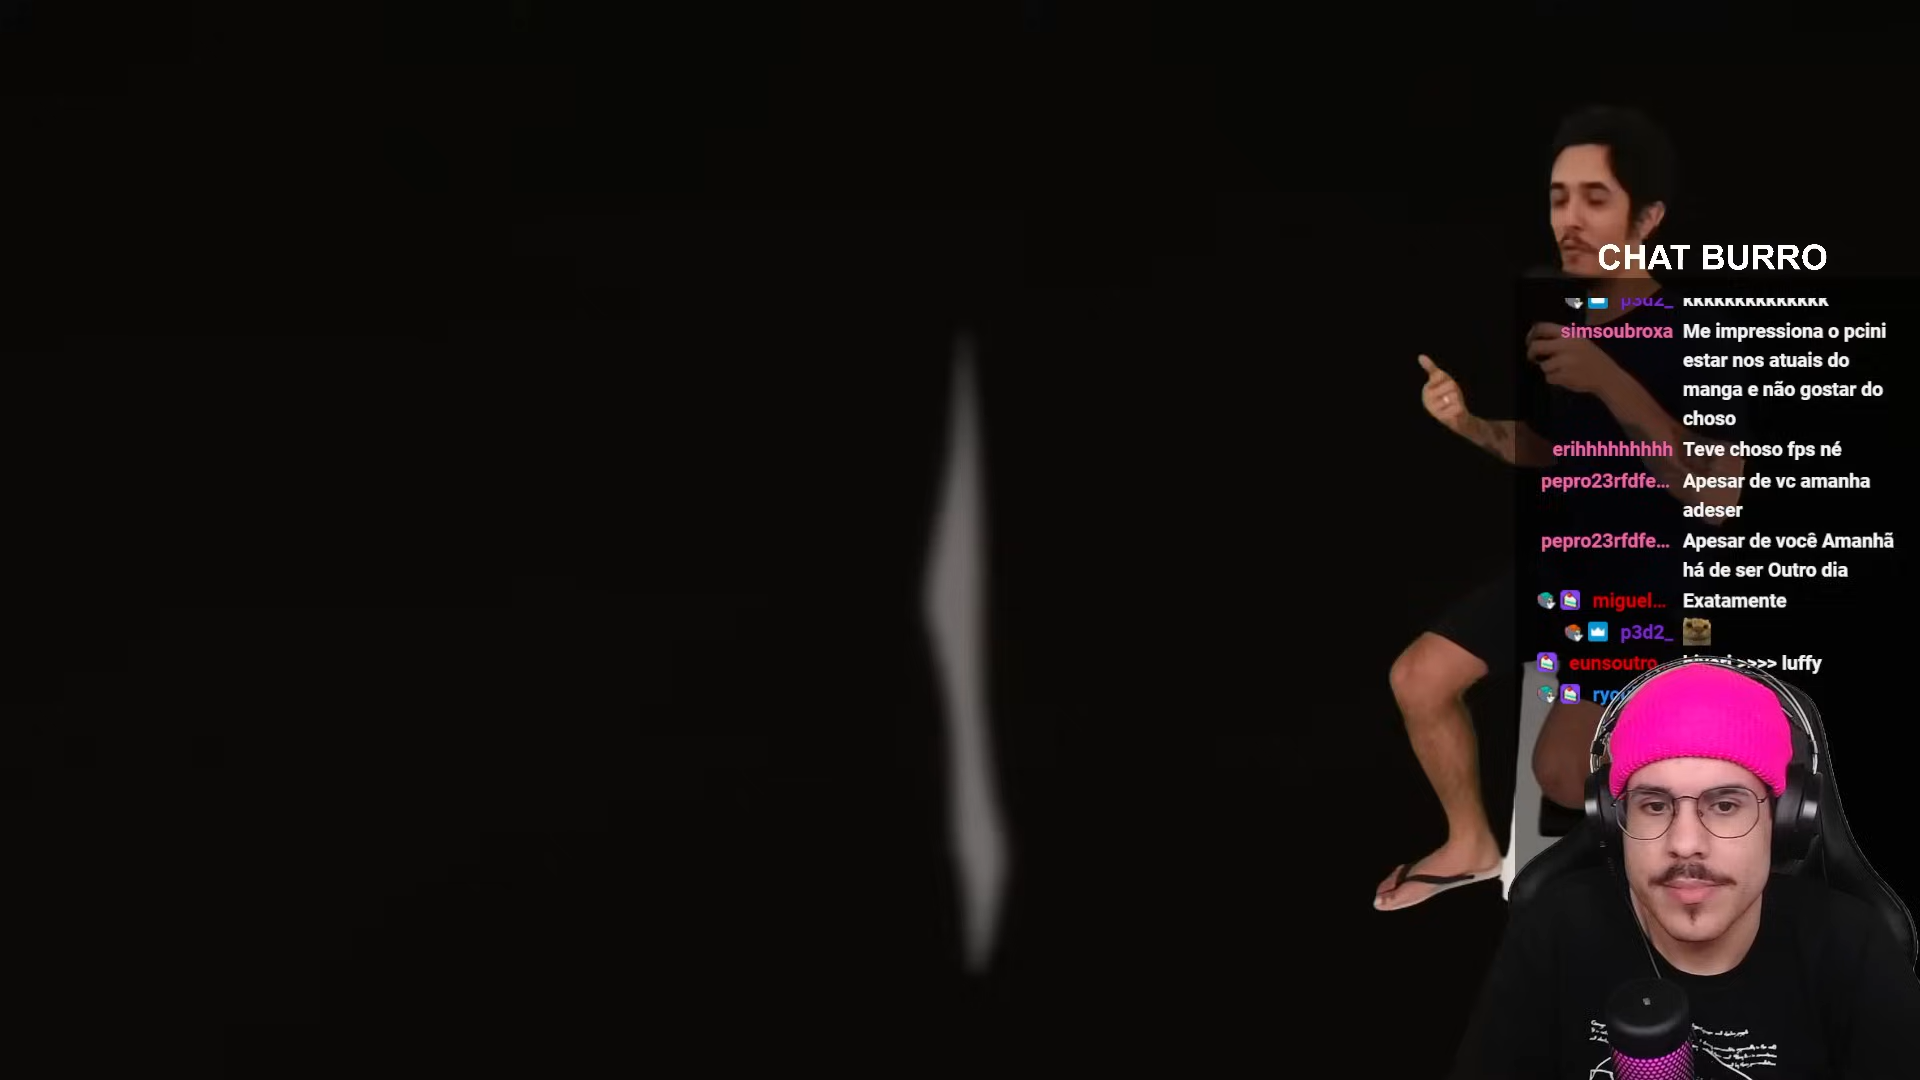 CHAT BURRO
p3d2_ kkkkkkkkkkkkkk
simsoubroxa Me impressiona o pcini
estar nos atuais do
manga e não gostar do
choso
erihhhhhhhhh Teve choso fps né
pepro23rfdfe... Apesar de vc amanha
adeser
pepro23rfdfe... Apesar de você Amanhã
há de ser Outro dia
miguel... Exatamente
p3d2_
eunsoutro >>>> luffy